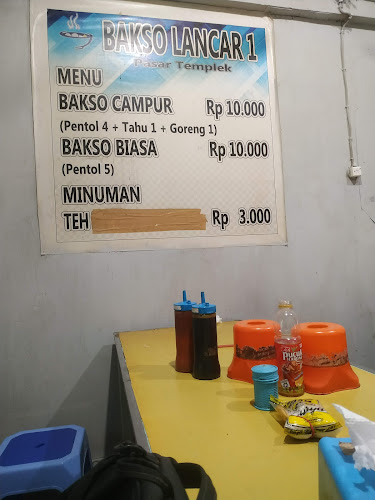 BAKSO LANCAR 1
Pasar Templek
MENU
BAKSO CAMPUR Rp 10.000
(Pentol 4 + Tahu 1 + Goreng 1)
BAKSO BIASA Rp 10.000
(Pentol 5)
MINUMAN
TEH Rp 3.000
Pucuk